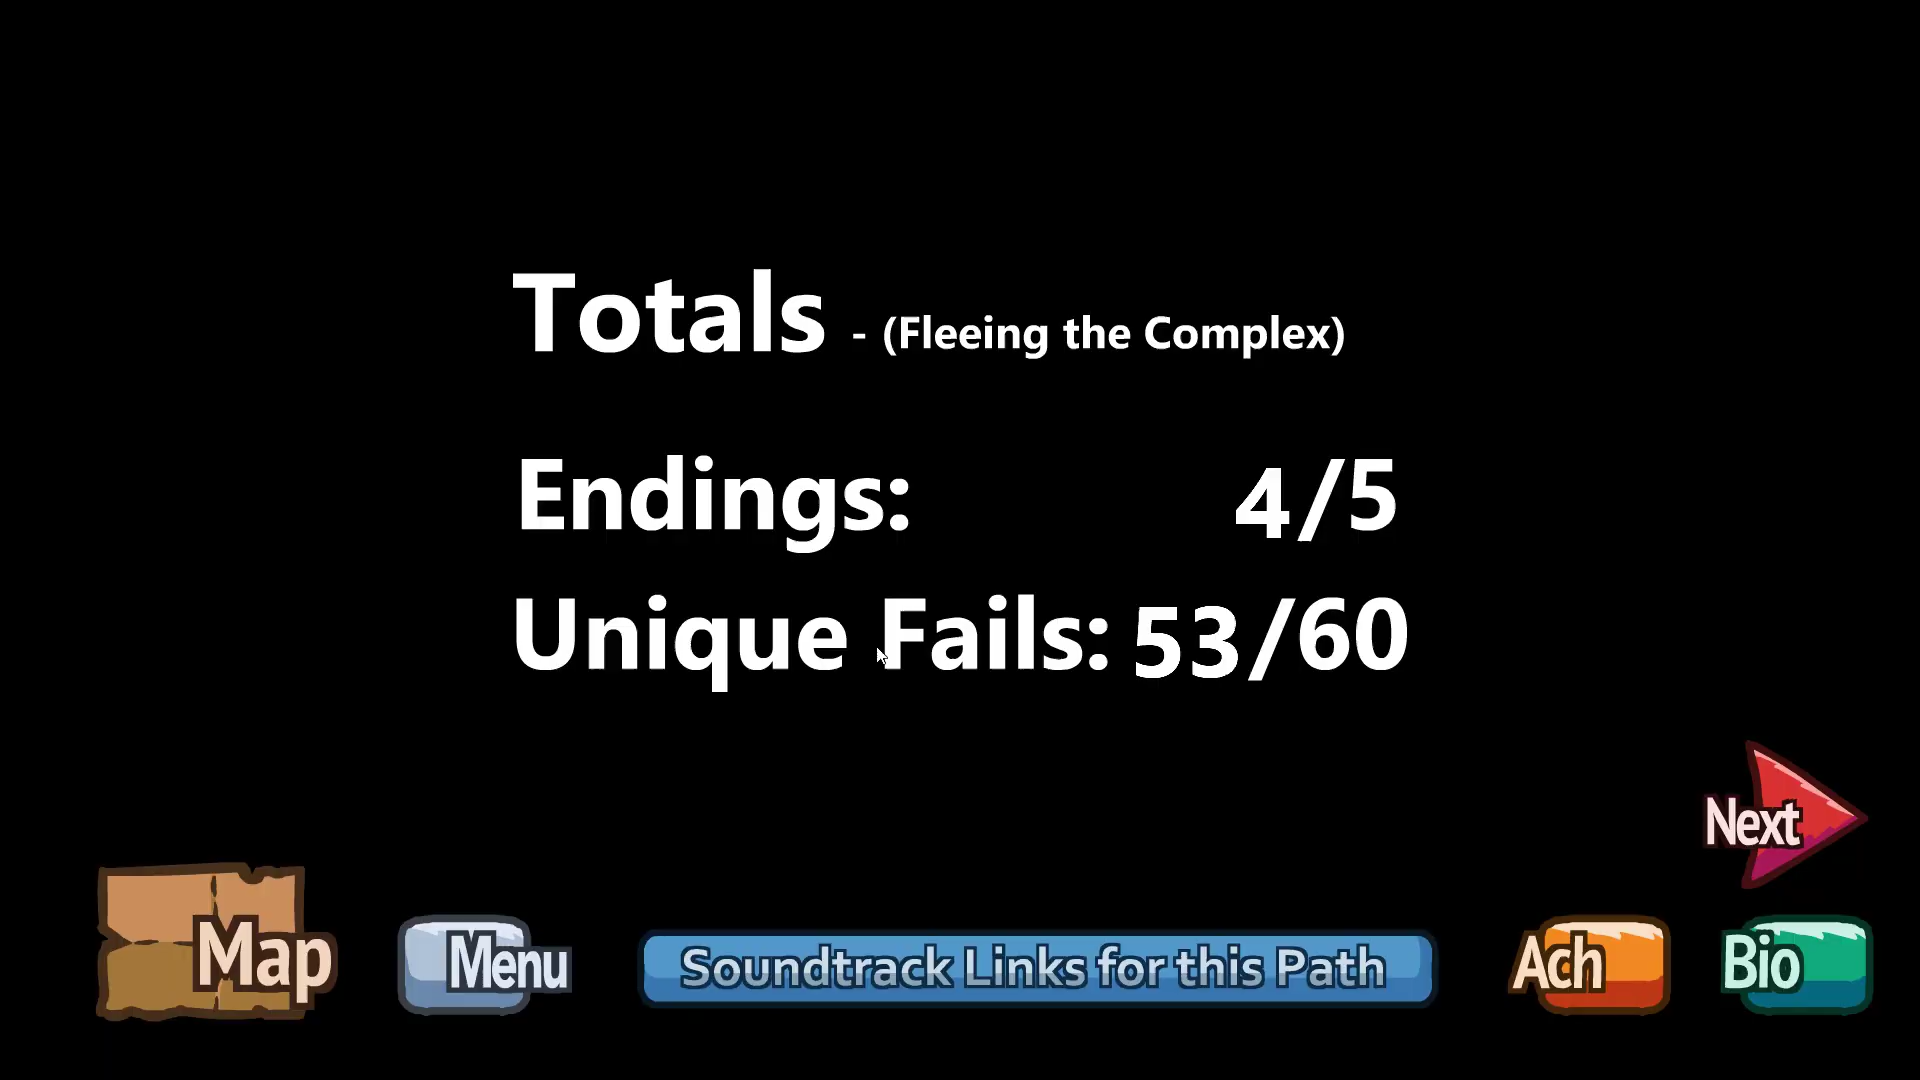 Totals - (Fleeing the Complex)
Endings: 4/5
Unique Fails: 53/60
Next
Map
Menu
Soundtrack Links for this Path
Ach
Bio